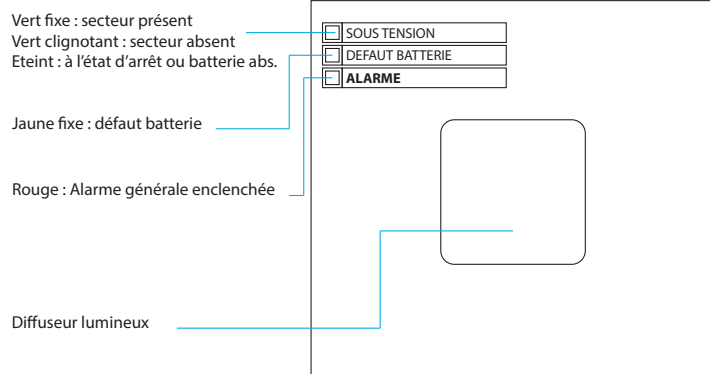 Vert fixe : secteur présent
Vert clignotant : secteur absent
Eteint : à l’état d’arrêt ou batterie abs.
SOUS TENSION
DEFAUT BATTERIE
ALARME
Jaune fixe : défaut batterie
Rouge : Alarme générale enclenchée
Diffuseur lumineux